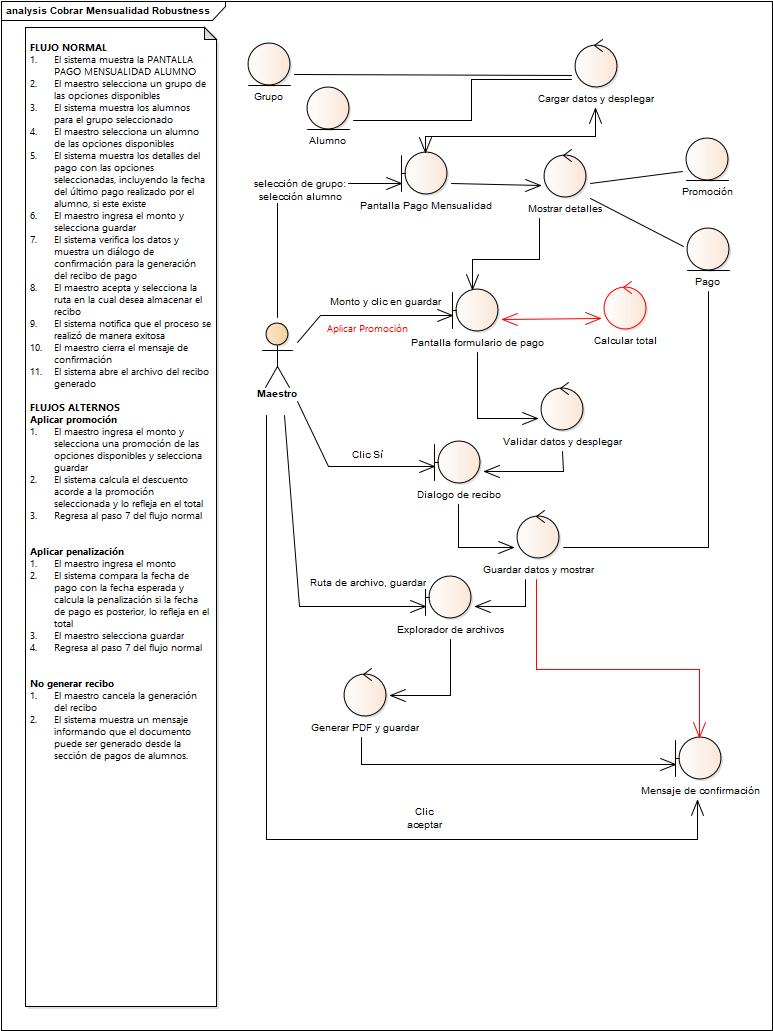 analysis Cobrar Mensualidad Robustness
FLUJO NORMAL
1. El sistema muestra la PANTALLA
PAGO MENSUALIDAD ALUMNO
2. El maestro selecciona un grupo de
las opciones disponibles
3. El sistema muestra los alumnos
para el grupo seleccionado
4. El maestro selecciona un alumno
de las opciones disponibles
5. El sistema muestra los detalles del
pago con las opciones
seleccionadas, incluyendo la fecha
del último pago realizado por el
alumno, si este existe
6. El maestro ingresa el monto y
selecciona guardar
7. El sistema verifica los datos y
muestra un diálogo de
confirmación para la generación
del recibo de pago
8. El maestro acepta y selecciona la
ruta en la cual desea almacenar el
recibo
9. El sistema notifica que el proceso se
realizó de manera exitosa
10. El maestro cierra el mensaje de
confirmación
11. El sistema abre el archivo del recibo
generado
FLUJOS ALTERNOS
Aplicar promoción
1. El maestro ingresa el monto y
selecciona una promoción de las
opciones disponibles y selecciona
guardar
2. El sistema calcula el descuento
acorde a la promoción
seleccionada y lo refleja en el total
3. Regresa al paso 7 del flujo normal
Aplicar penalización
1. El maestro ingresa el monto
2. El sistema compara la fecha de
pago con la fecha esperada y
calcula la penalización si la fecha
de pago es posterior, lo refleja en el
total
3. El maestro selecciona guardar
4. Regresa al paso 7 del flujo normal
No generar recibo
1. El maestro cancela la generación
del recibo
2. El sistema muestra un mensaje
informando que el documento
puede ser generado desde la
sección de pagos de alumnos.
Grupo
Cargar datos y desplegar
Alumno
selección de grupo:
selección alumno
Pantalla Pago Mensualidad
Mostrar detalles
Promoción
Pago
Monto y clic en guardar
Aplicar Promoción
Pantalla formulario de pago
Calcular total
Maestro
Validar datos y desplegar
Clic Sí
Dialogo de recibo
Guardar datos y mostrar
Ruta de archivo, guardar
Explorador de archivos
Generar PDF y guardar
Mensaje de confirmación
Clic
aceptar